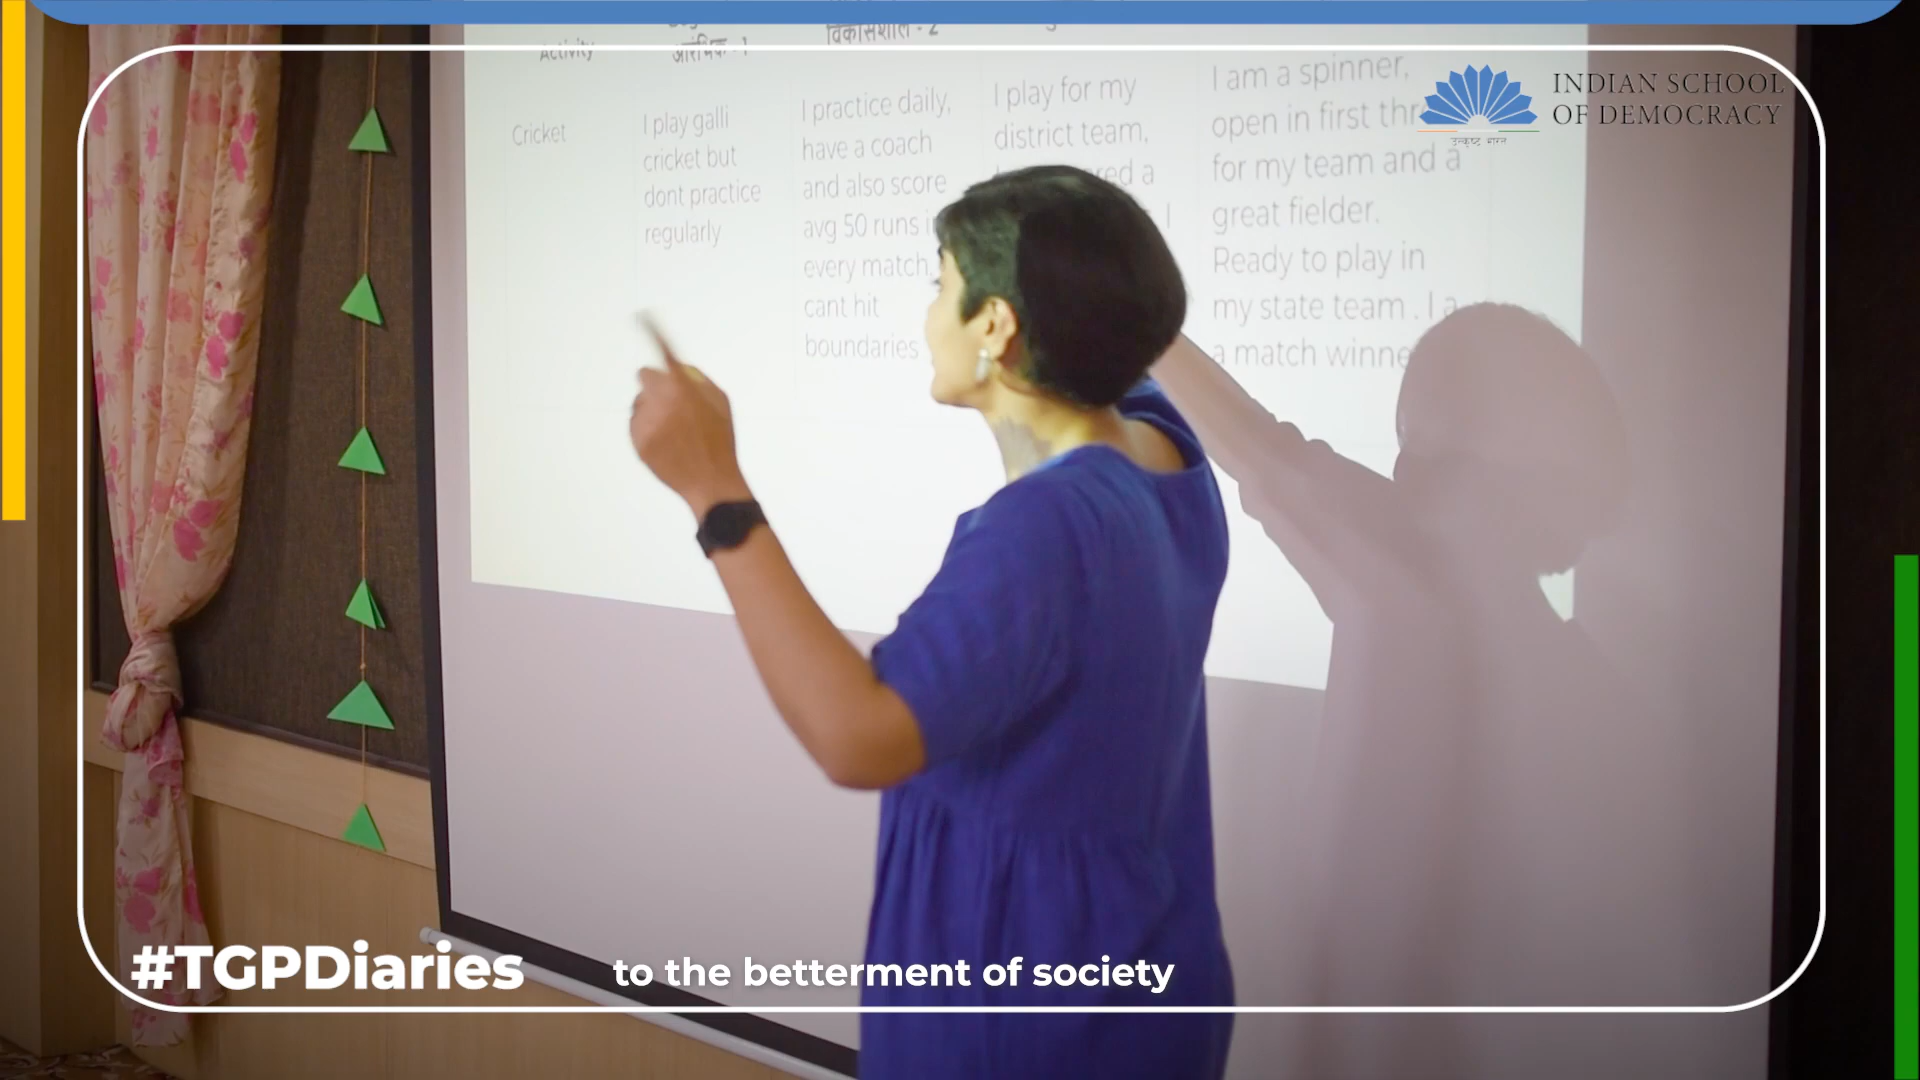 विकासशील - 2
Activity
आरंभिक - 1
Cricket
I play galli
cricket but
dont practice
regularly
I practice daily,
have a coach
and also score
avg 50 runs
every match,
cant hit
boundaries
I play for my
district team,
a
I
I am a spinner,
open in first
for my team and a
great fielder.
Ready to play in
my state team . I
a match
INDIAN SCHOOL
OF DEMOCRACY
उत्कृष्ट भारत
#TGPDiaries
to the betterment of society